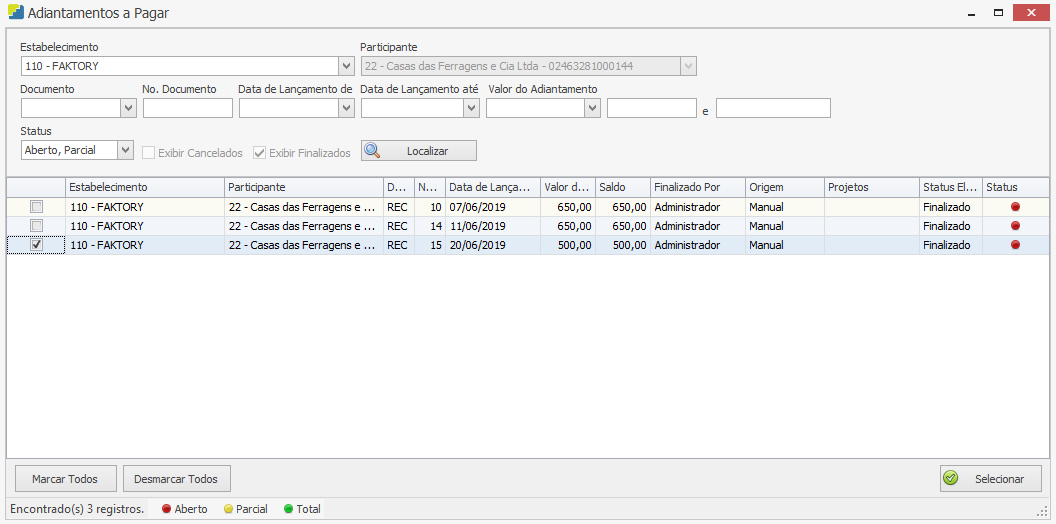 Adiantamentos a Pagar
Estabelecimento Participante
110 - FAKTORY 22 - Casas das Ferragens e Cia Ltda - 02463281000144
Documento No. Documento Data de Lançamento de Data de Lançamento até Valor do Adiantamento
e
Status
Aberto, Parcial Exibir Cancelados Exibir Finalizados Localizar
Estabelecimento Participante D... N... Data de Lança... Valor d... Saldo Finalizado Por Origem Projetos Status El... Status
110 - FAKTORY 22 - Casas das Ferragens e ... REC 10 07/06/2019 650,00 650,00 Administrador Manual Finalizado
110 - FAKTORY 22 - Casas das Ferragens e ... REC 14 11/06/2019 650,00 650,00 Administrador Manual Finalizado
110 - FAKTORY 22 - Casas das Ferragens e ... REC 15 20/06/2019 500,00 500,00 Administrador Manual Finalizado
Marcar Todos Desmarcar Todos Selecionar
Encontrado(s) 3 registros. Aberto Parcial Total